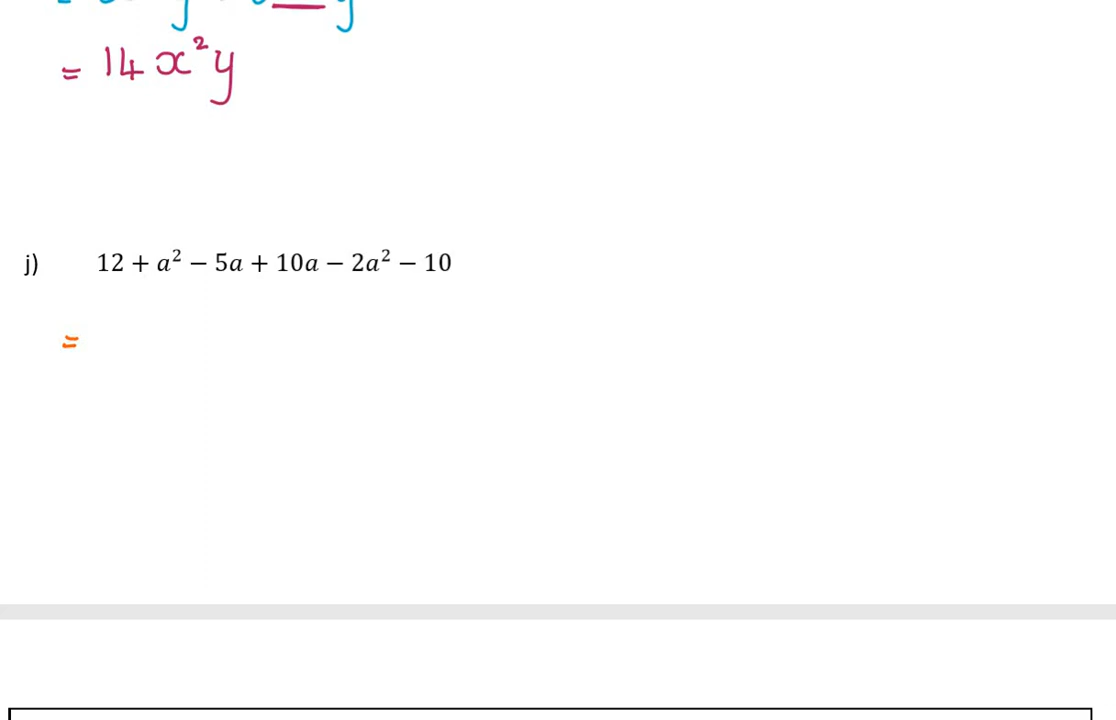 = 14x²y
j) 12 + a² − 5a + 10a − 2a² − 10
=